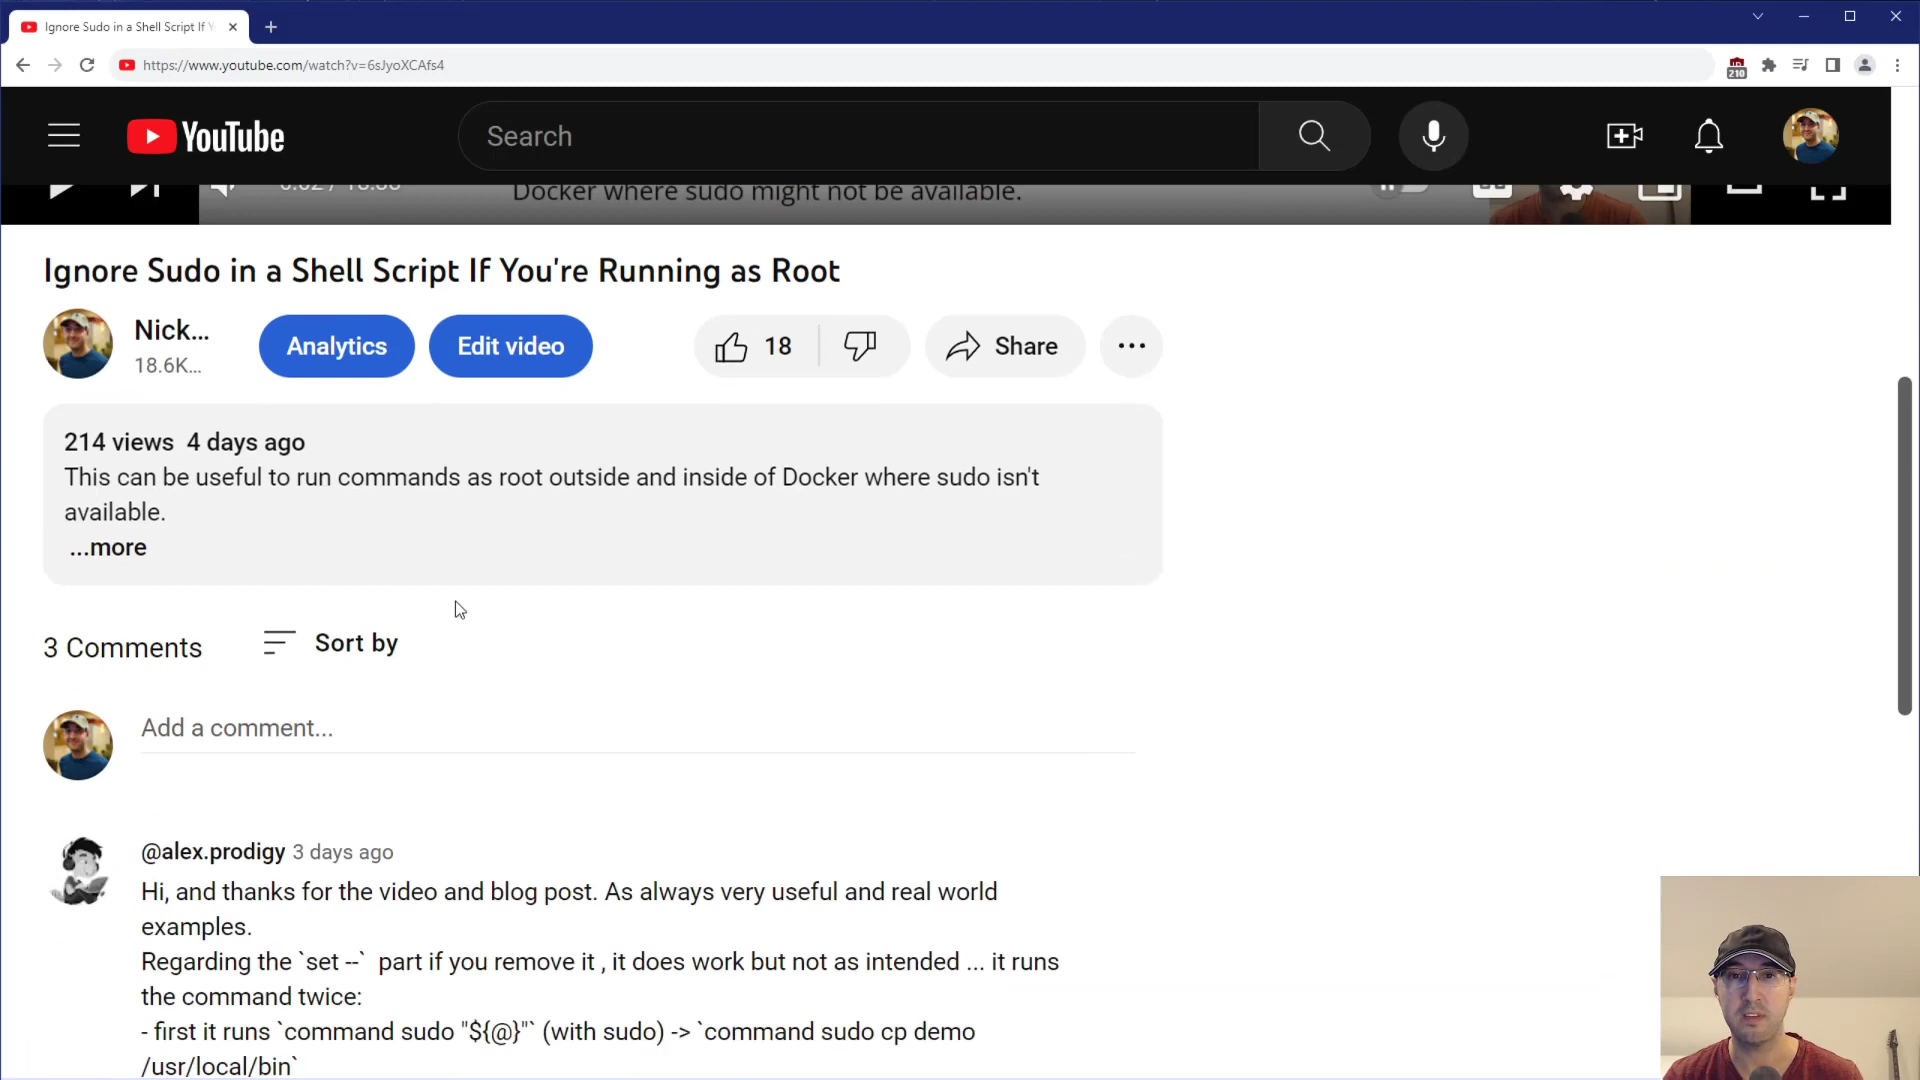 Ignore Sudo in a Shell Script If Y
https://www.youtube.com/watch?v=6sJyoXCAfs4
210
YouTube
Search
Docker where sudo might not be available.
Ignore Sudo in a Shell Script If You're Running as Root
Nick...
18.6K...
Analytics
Edit video
18
Share
214 views 4 days ago
This can be useful to run commands as root outside and inside of Docker where sudo isn't
available.
...more
3 Comments
Sort by
Add a comment...
@alex.prodigy 3 days ago
Hi, and thanks for the video and blog post. As always very useful and real world
examples.
Regarding the `set --` part if you remove it , it does work but not as intended ... it runs
the command twice:
- first it runs `command sudo "${@}"` (with sudo) -> `command sudo cp demo
/usr/local/bin`